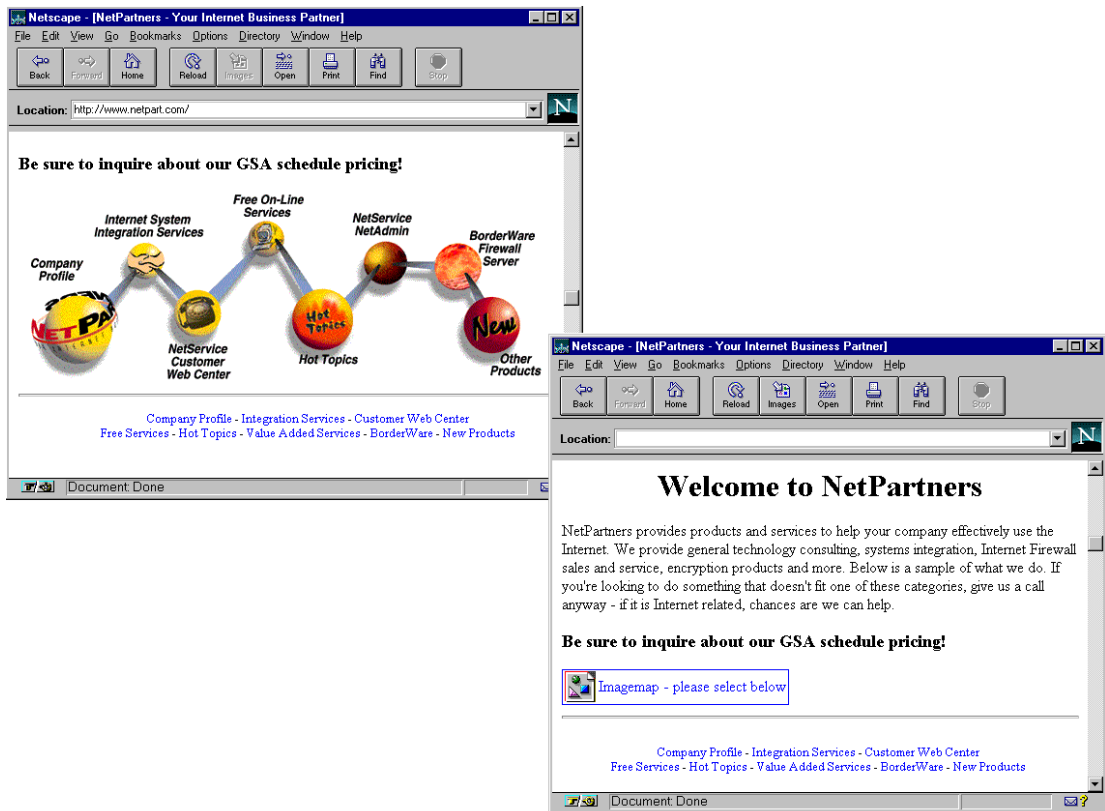 Netscape - [NetPartners - Your Internet Business Partner]
File Edit View Go Bookmarks Options Directory Window Help
Back Forward Home Reload Images Open Print Find Stop
Location: http://www.netpart.com/
N
Be sure to inquire about our GSA schedule pricing!
Free On-Line
Services
Internet System
Integration Services
NetService
NetAdmin
BorderWare
Firewall
Server
Company
Profile
NETPA
Hot
Topics
New
NetService
Customer
Web Center
Hot Topics
Other
Products
Company Profile - Integration Services - Customer Web Center
Free Services - Hot Topics - Value Added Services - BorderWare - New Products
Document: Done
Netscape - [NetPartners - Your Internet Business Partner]
File Edit View Go Bookmarks Options Directory Window Help
Back Forward Home Reload Images Open Print Find Stop
Location:
N
Welcome to NetPartners
NetPartners provides products and services to help your company effectively use the
Internet. We provide general technology consulting, systems integration, Internet Firewall
sales and service, encryption products and more. Below is a sample of what we do. If
you're looking to do something that doesn't fit one of these categories, give us a call
anyway - if it is Internet related, chances are we can help.
Be sure to inquire about our GSA schedule pricing!
Imagemap - please select below
Company Profile - Integration Services - Customer Web Center
Free Services - Hot Topics - Value Added Services - BorderWare - New Products
Document: Done